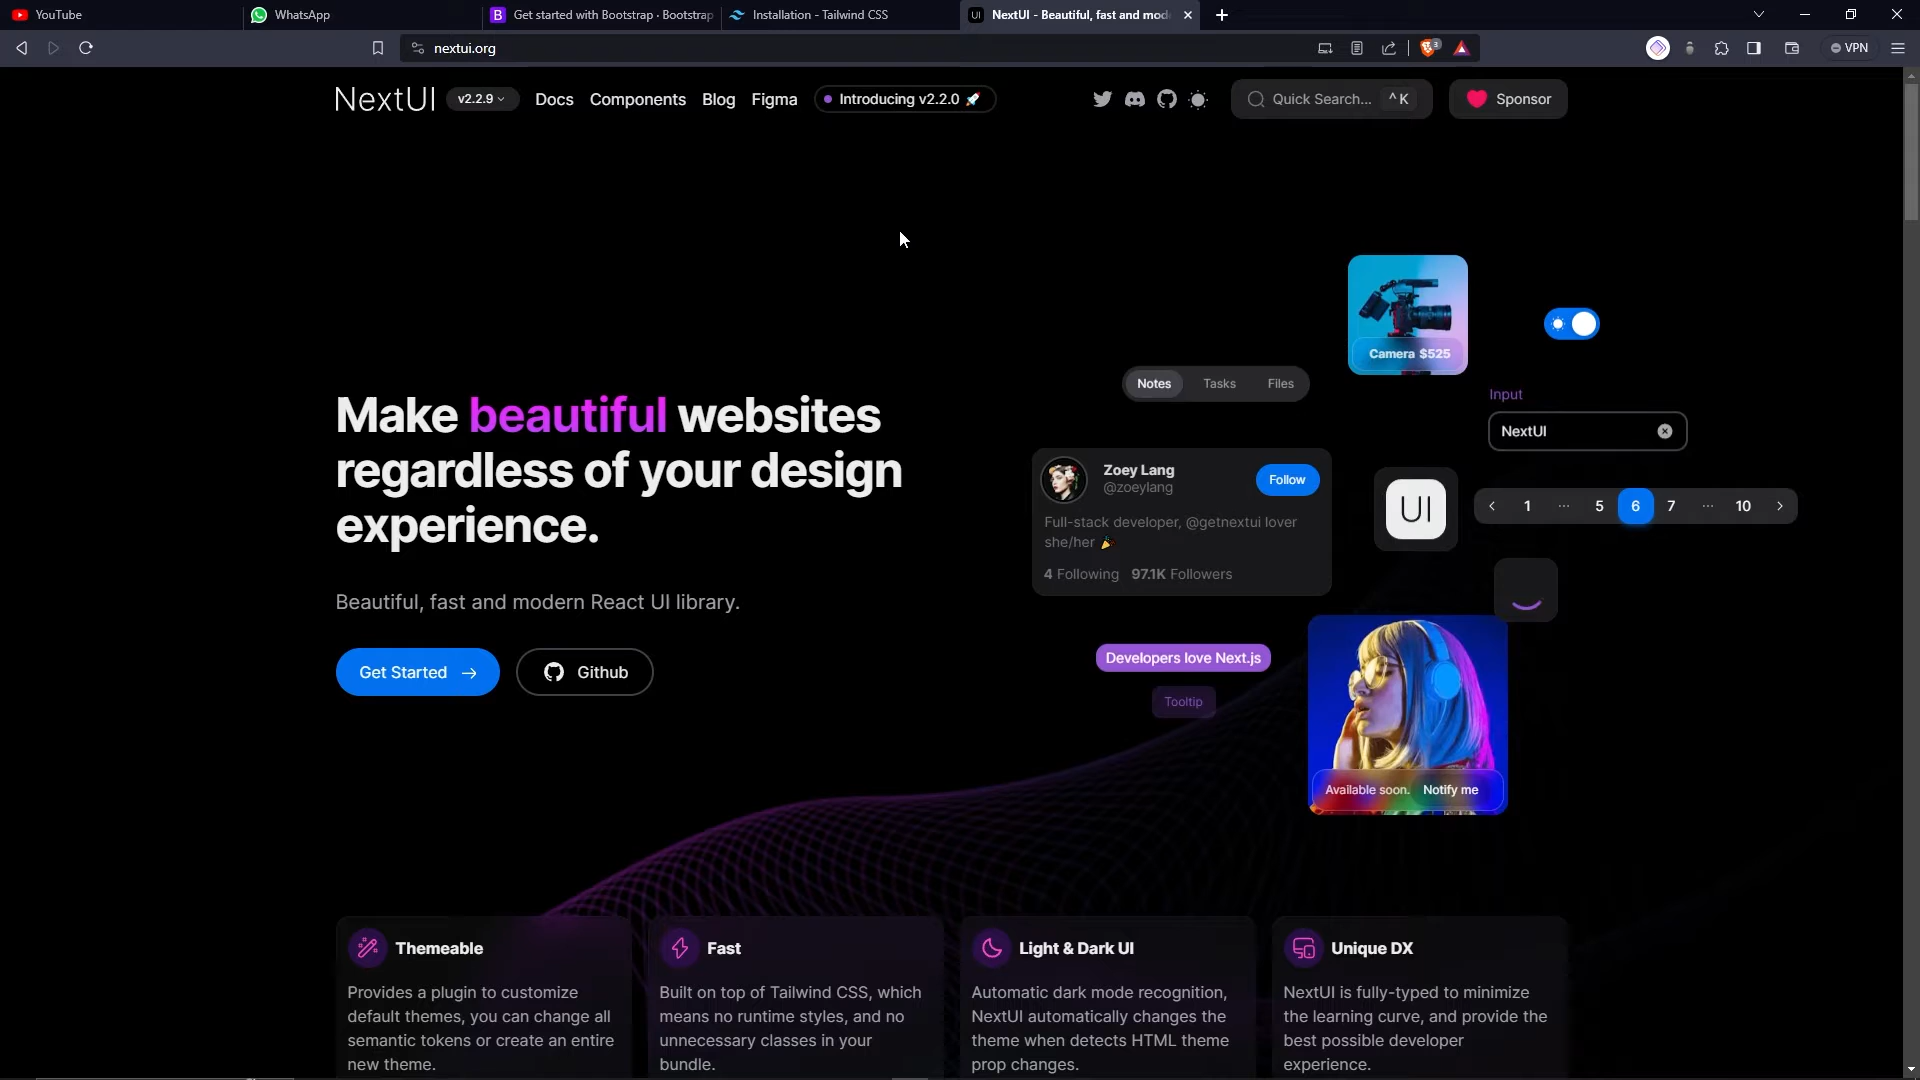 YouTube
WhatsApp
Get started with Bootstrap · Bootstrap
Installation - Tailwind CSS
NextUI - Beautiful, fast and mod
nextui.org
3
VPN
NextUI
v2.2.9
Docs
Components
Blog
Figma
Introducing v2.2.0 🚀
Quick Search...
^ K
Sponsor
Make beautiful websites
regardless of your design
experience.
Beautiful, fast and modern React UI library.
Get Started →
Github
Camera $525
Notes
Tasks
Files
Input
NextUI
Zoey Lang
@zoeylang
Follow
Full-stack developer, @getnextui lover
she/her 🎉
4 Following 97.1K Followers
UI
1 ... 5 6 7 ... 10
Developers love Next.js
Tooltip
Available soon.
Notify me
Themeable
Provides a plugin to customize
default themes, you can change all
semantic tokens or create an entire
new theme.
Fast
Built on top of Tailwind CSS, which
means no runtime styles, and no
unnecessary classes in your
bundle.
Light & Dark UI
Automatic dark mode recognition,
NextUI automatically changes the
theme when detects HTML theme
prop changes.
Unique DX
NextUI is fully-typed to minimize
the learning curve, and provide the
best possible developer
experience.